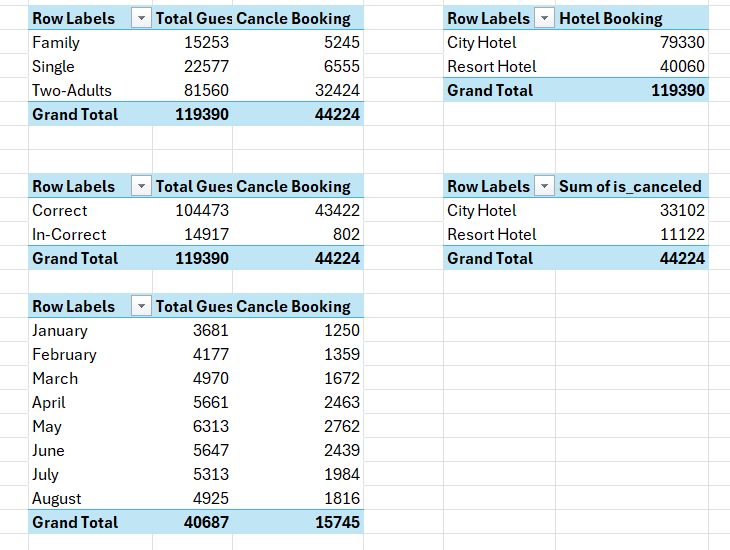 Row Labels Total Gues Cancle Booking
Family 15253 5245
Single 22577 6555
Two-Adults 81560 32424
Grand Total 119390 44224
Row Labels Hotel Booking
City Hotel 79330
Resort Hotel 40060
Grand Total 119390
Row Labels Total Gues Cancle Booking
Correct 104473 43422
In-Correct 14917 802
Grand Total 119390 44224
Row Labels Sum of is_canceled
City Hotel 33102
Resort Hotel 11122
Grand Total 44224
Row Labels Total Gues Cancle Booking
January 3681 1250
February 4177 1359
March 4970 1672
April 5661 2463
May 6313 2762
June 5647 2439
July 5313 1984
August 4925 1816
Grand Total 40687 15745